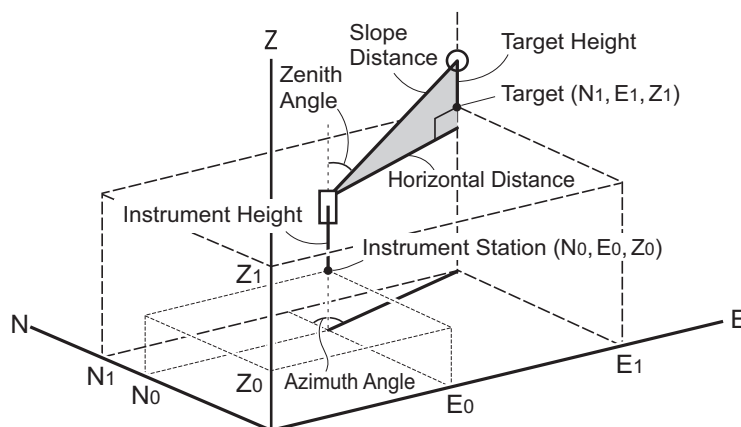 Z
Slope
Distance
Target Height
Zenith
Angle
Target (N1, E1, Z1)
Horizontal Distance
Instrument Height
Instrument Station (N0, E0, Z0)
Z1
N
E
N1
N0
Z0
Azimuth Angle
E0
E1